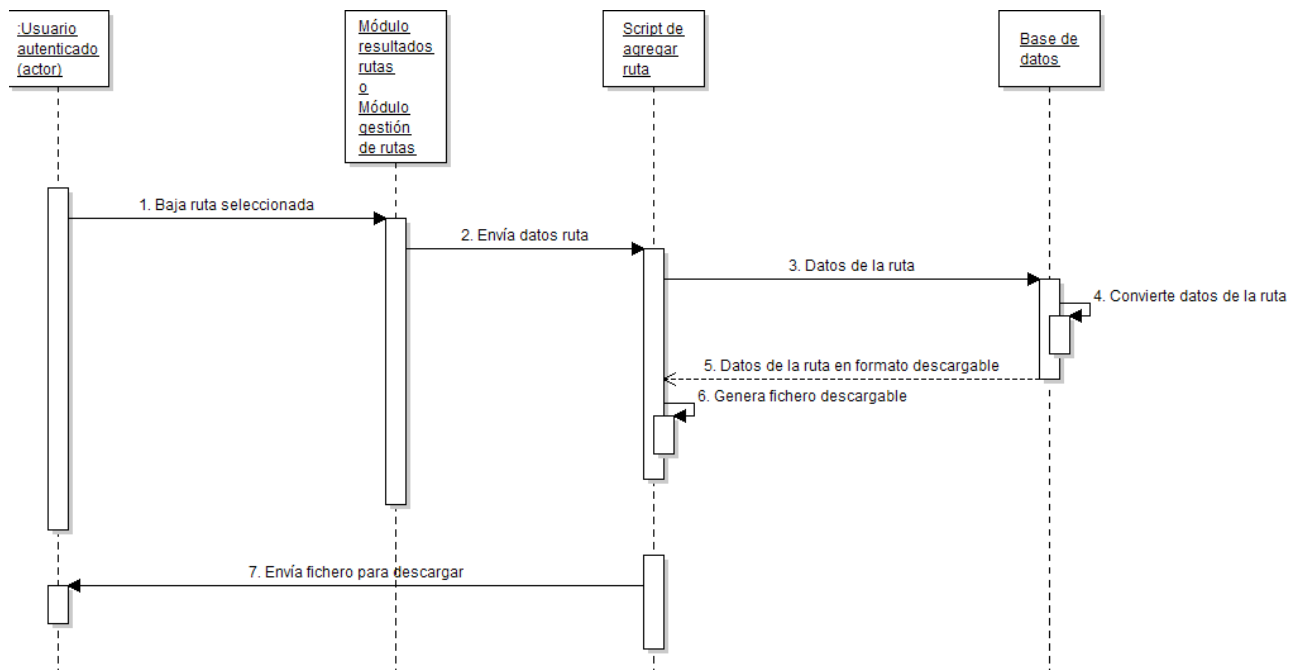 :Usuario
autenticado
(actor)
Módulo
resultados
rutas
o
Módulo
gestión
de rutas
Script de
agregar
ruta
Base de
datos
1. Baja ruta seleccionada
2. Envía datos ruta
3. Datos de la ruta
4. Convierte datos de la ruta
5. Datos de la ruta en formato descargable
6. Genera fichero descargable
7. Envía fichero para descargar